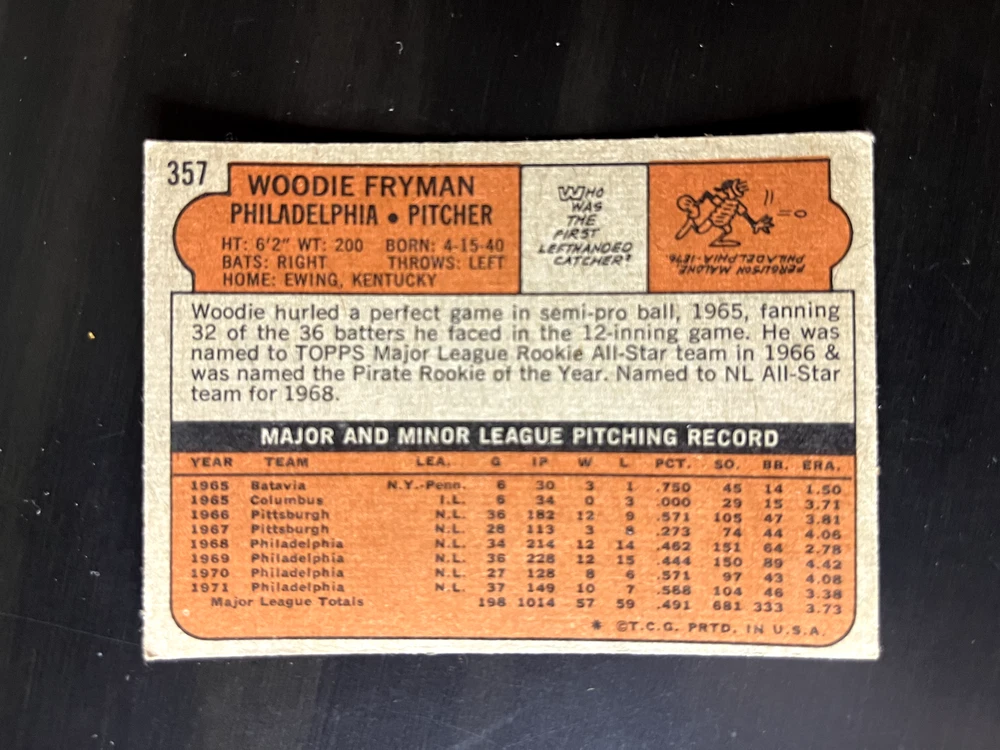 357
WOODIE FRYMAN
PHILADELPHIA • PITCHER
HT: 6'2" WT: 200 BORN: 4-15-40
BATS: RIGHT THROWS: LEFT
HOME: EWING, KENTUCKY
WHO
WAS
THE
FIRST
LEFTHANDED
CATCHER?
FERGUSON MALONE,
PHILADELPHIA-1876
Woodie hurled a perfect game in semi-pro ball, 1965, fanning
32 of the 36 batters he faced in the 12-inning game. He was
named to TOPPS Major League Rookie All-Star team in 1966 &
was named the Pirate Rookie of the Year. Named to NL All-Star
team for 1968.
MAJOR AND MINOR LEAGUE PITCHING RECORD
YEAR TEAM LEA. G IP W L PCT. SO. BB. ERA.
1965 Batavia N.Y.-Penn. 6 30 3 1 .750 45 14 1.50
1965 Columbus I.L. 6 34 0 3 .000 29 15 3.71
1966 Pittsburgh N.L. 36 182 12 9 .571 105 47 3.81
1967 Pittsburgh N.L. 28 113 3 8 .273 74 44 4.06
1968 Philadelphia N.L. 34 214 12 14 .462 151 64 2.78
1969 Philadelphia N.L. 36 228 12 15 .444 150 89 4.42
1970 Philadelphia N.L. 27 128 8 6 .571 97 43 4.08
1971 Philadelphia N.L. 37 149 10 7 .588 104 46 3.38
Major League Totals 198 1014 57 59 .491 681 333 3.73
* ©T.C.G. PRTD. IN U.S.A.